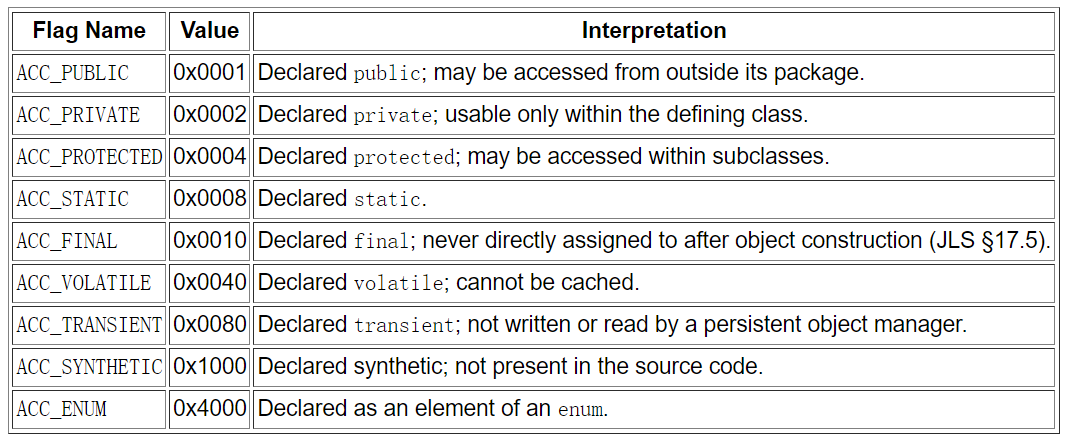 Flag Name Value Interpretation
ACC_PUBLIC 0x0001 Declared public; may be accessed from outside its package.
ACC_PRIVATE 0x0002 Declared private; usable only within the defining class.
ACC_PROTECTED 0x0004 Declared protected; may be accessed within subclasses.
ACC_STATIC 0x0008 Declared static.
ACC_FINAL 0x0010 Declared final; never directly assigned to after object construction (JLS §17.5).
ACC_VOLATILE 0x0040 Declared volatile; cannot be cached.
ACC_TRANSIENT 0x0080 Declared transient; not written or read by a persistent object manager.
ACC_SYNTHETIC 0x1000 Declared synthetic; not present in the source code.
ACC_ENUM 0x4000 Declared as an element of an enum.